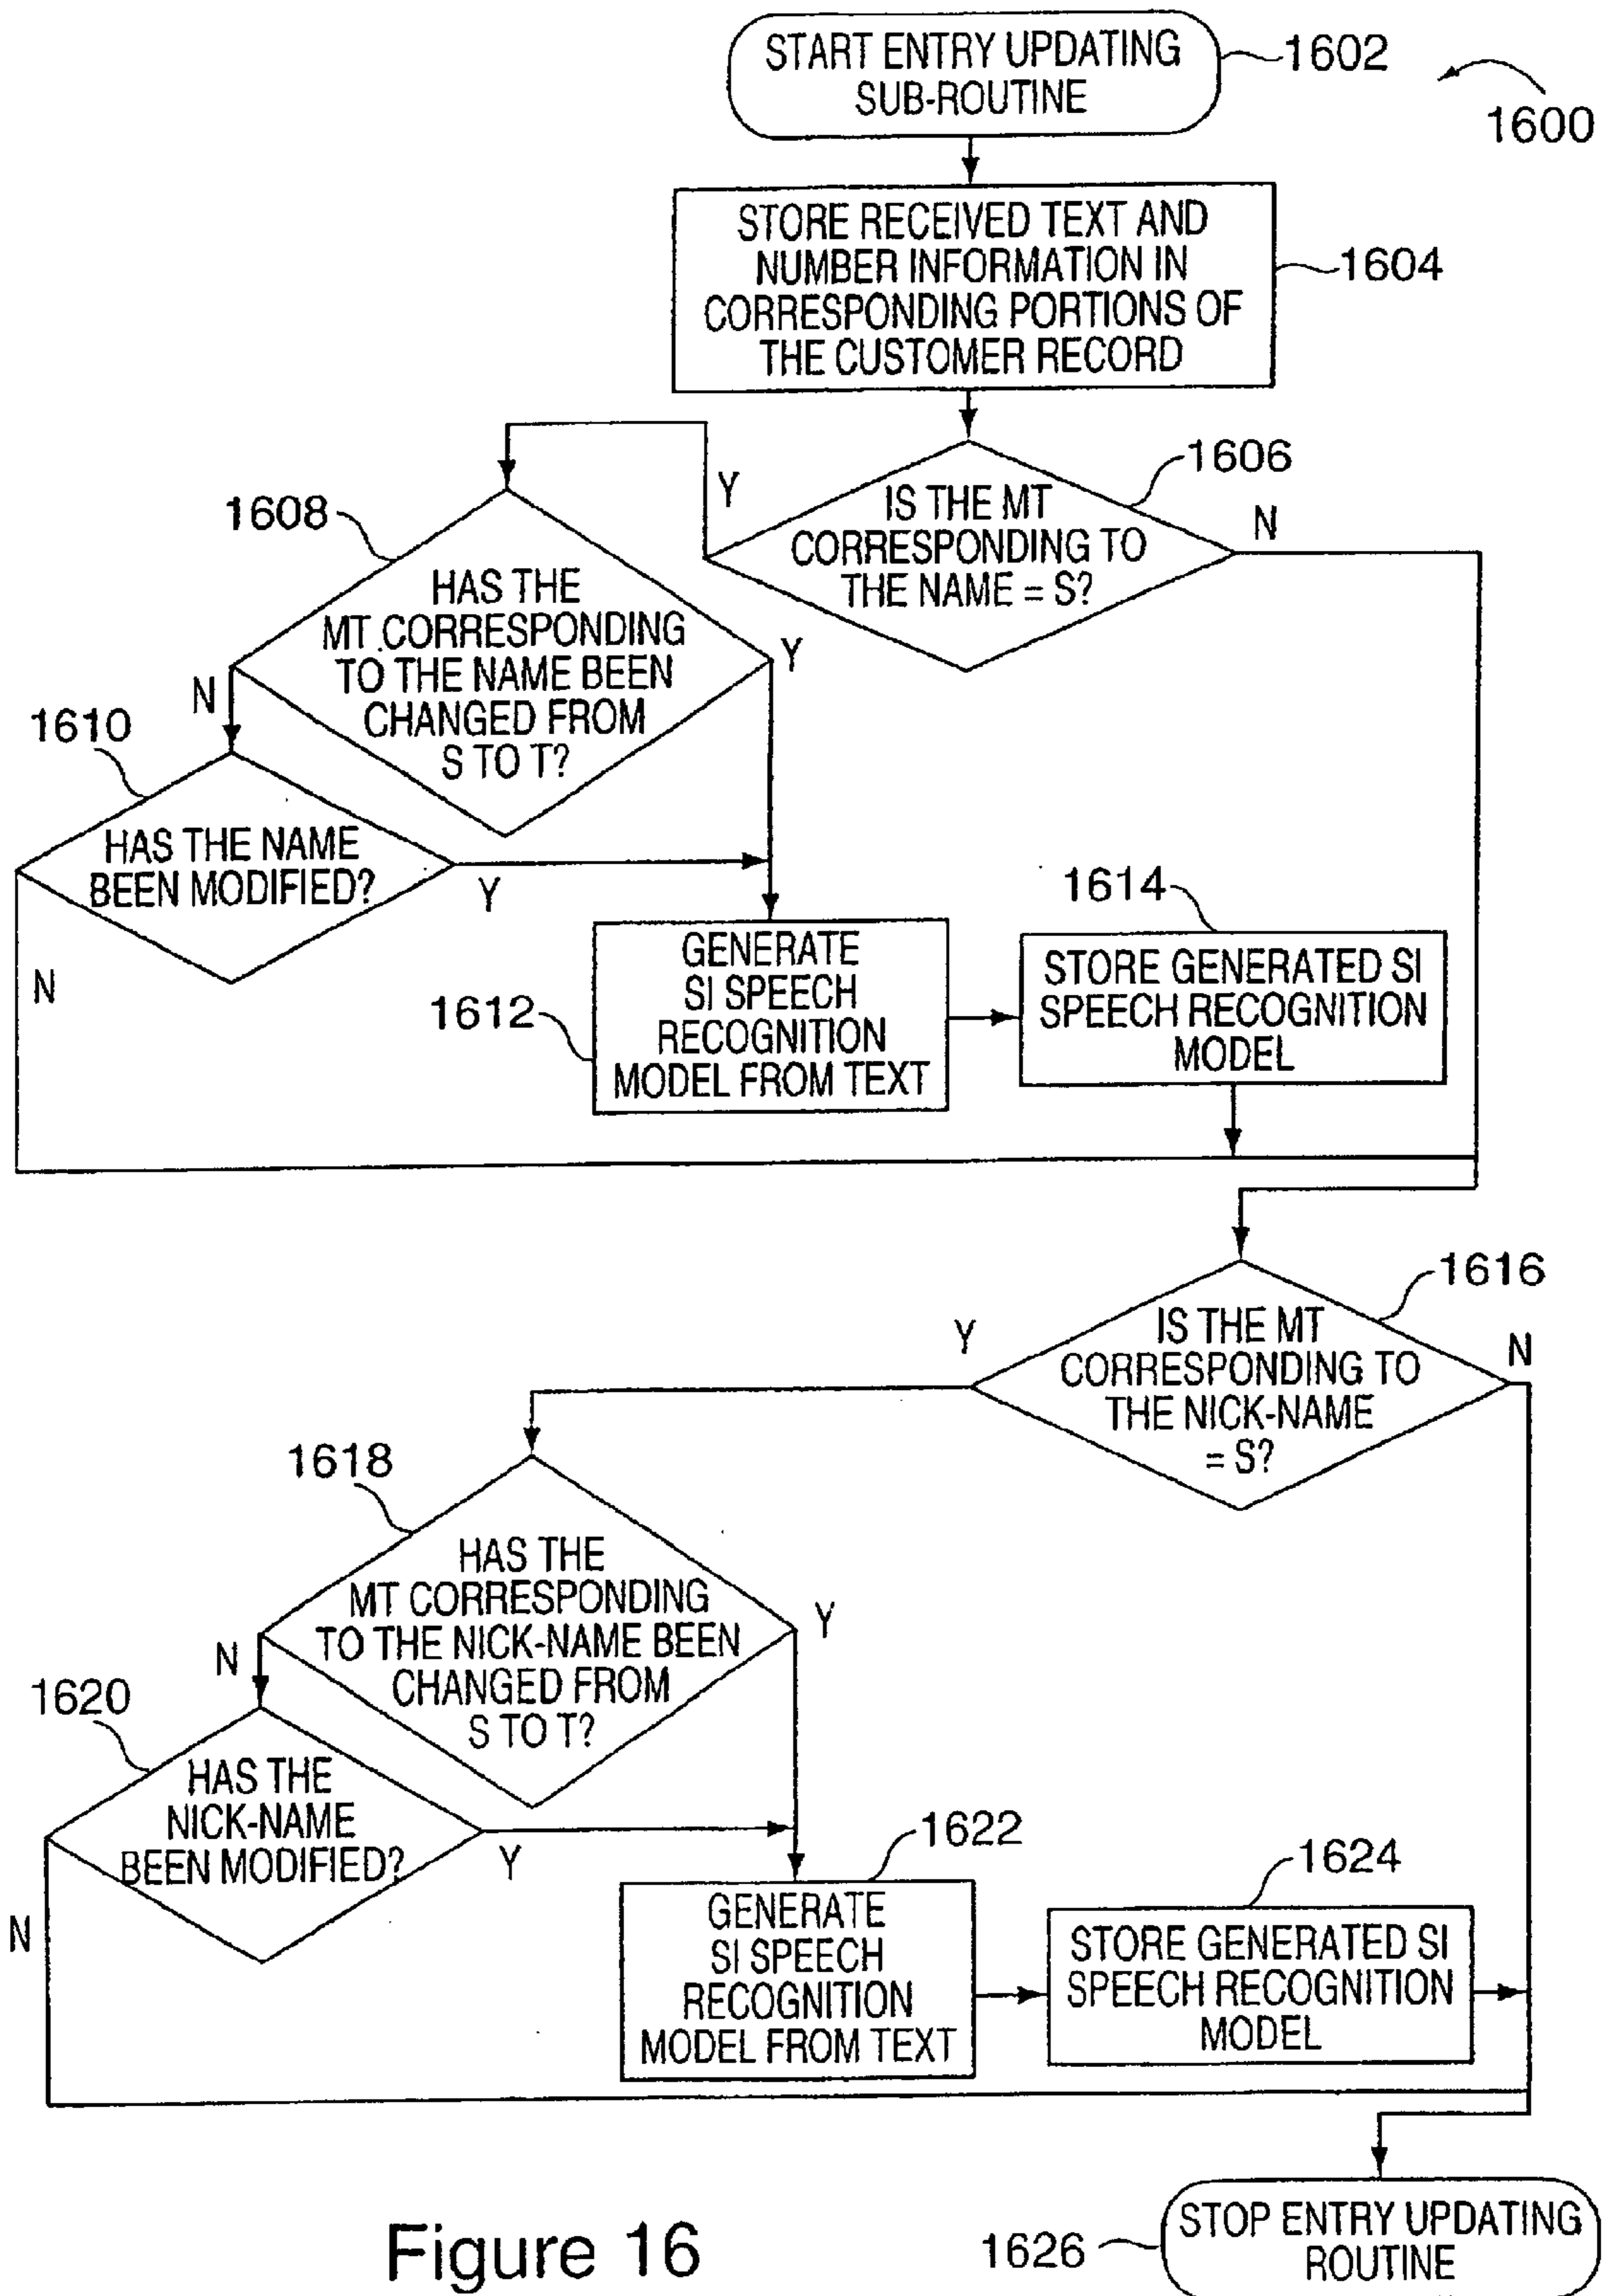 START ENTRY UPDATING
SUB-ROUTINE
1602
1600
STORE RECEIVED TEXT AND
NUMBER INFORMATION IN
CORRESPONDING PORTIONS OF
THE CUSTOMER RECORD
1604
1606
IS THE MT
CORRESPONDING TO
THE NAME = S?
Y
N
1608
HAS THE
MT CORRESPONDING
TO THE NAME BEEN
CHANGED FROM
S TO T?
Y
N
1610
HAS THE NAME
BEEN MODIFIED?
Y
N
1612
GENERATE
SI SPEECH
RECOGNITION
MODEL FROM TEXT
1614
STORE GENERATED SI
SPEECH RECOGNITION
MODEL
1616
IS THE MT
CORRESPONDING TO
THE NICK-NAME
= S?
Y
N
1618
HAS THE
MT CORRESPONDING
TO THE NICK-NAME BEEN
CHANGED FROM
S TO T?
Y
N
1620
HAS THE
NICK-NAME
BEEN MODIFIED?
Y
N
1622
GENERATE
SI SPEECH
RECOGNITION
MODEL FROM TEXT
1624
STORE GENERATED SI
SPEECH RECOGNITION
MODEL
1626
STOP ENTRY UPDATING
ROUTINE
Figure 16